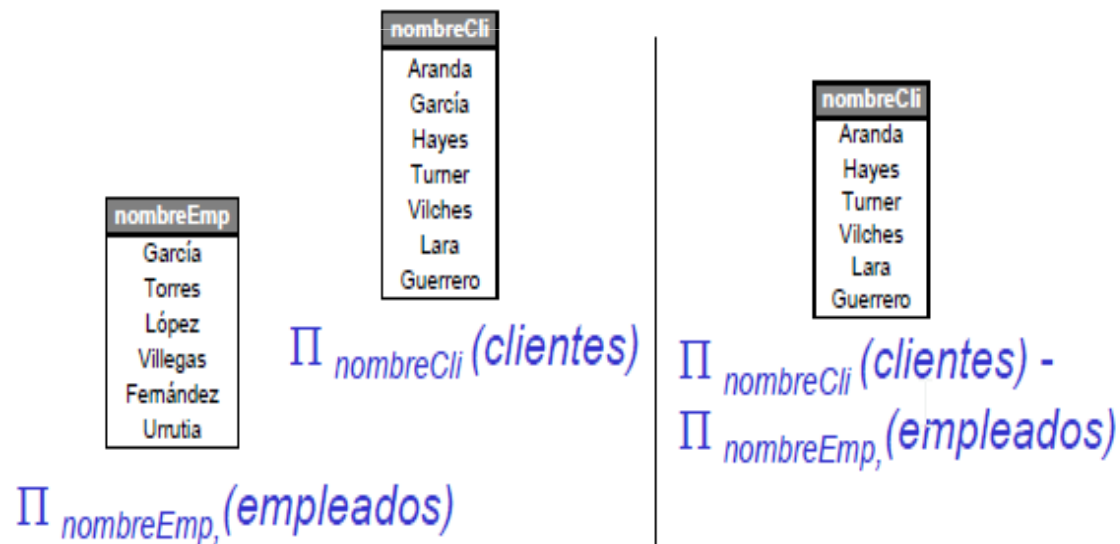 nombreEmp
García
Torres
López
Villegas
Fernández
Urrutia
Π nombreEmp,(empleados)
nombreCli
Aranda
García
Hayes
Turner
Vilches
Lara
Guerrero
Π nombreCli (clientes)
nombreCli
Aranda
Hayes
Turner
Vilches
Lara
Guerrero
Π nombreCli (clientes) -
Π nombreEmp,(empleados)